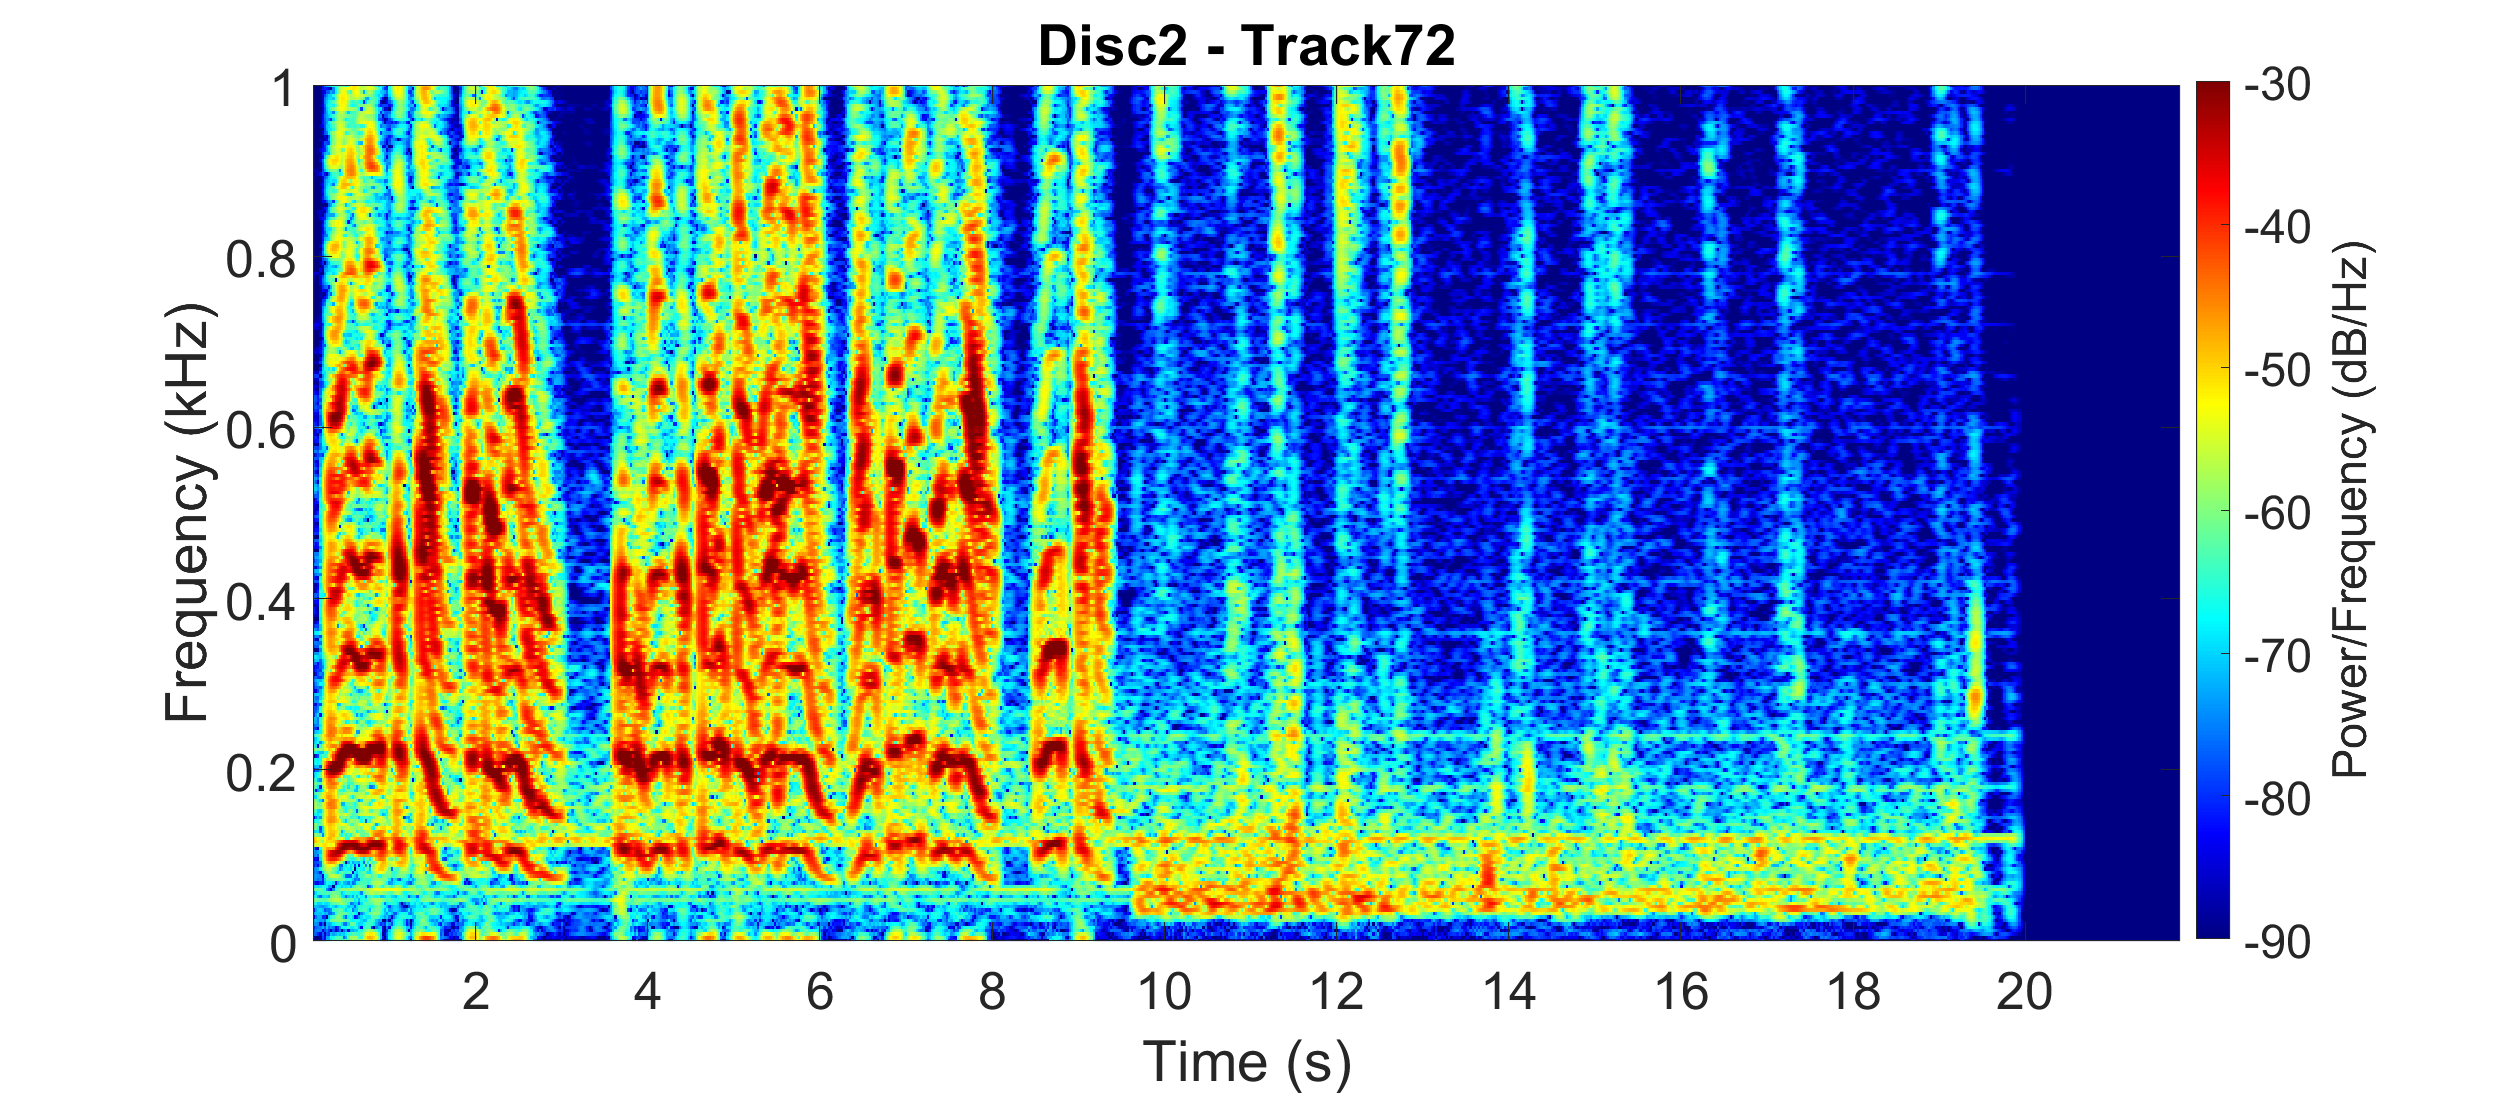 Disc2 - Track72
1
0.8
0.6
0.4
0.2
0
Frequency (kHz)
2 4 6 8 10 12 14 16 18 20
Time (s)
-30
-40
-50
-60
-70
-80
-90
Power/Frequency (dB/Hz)